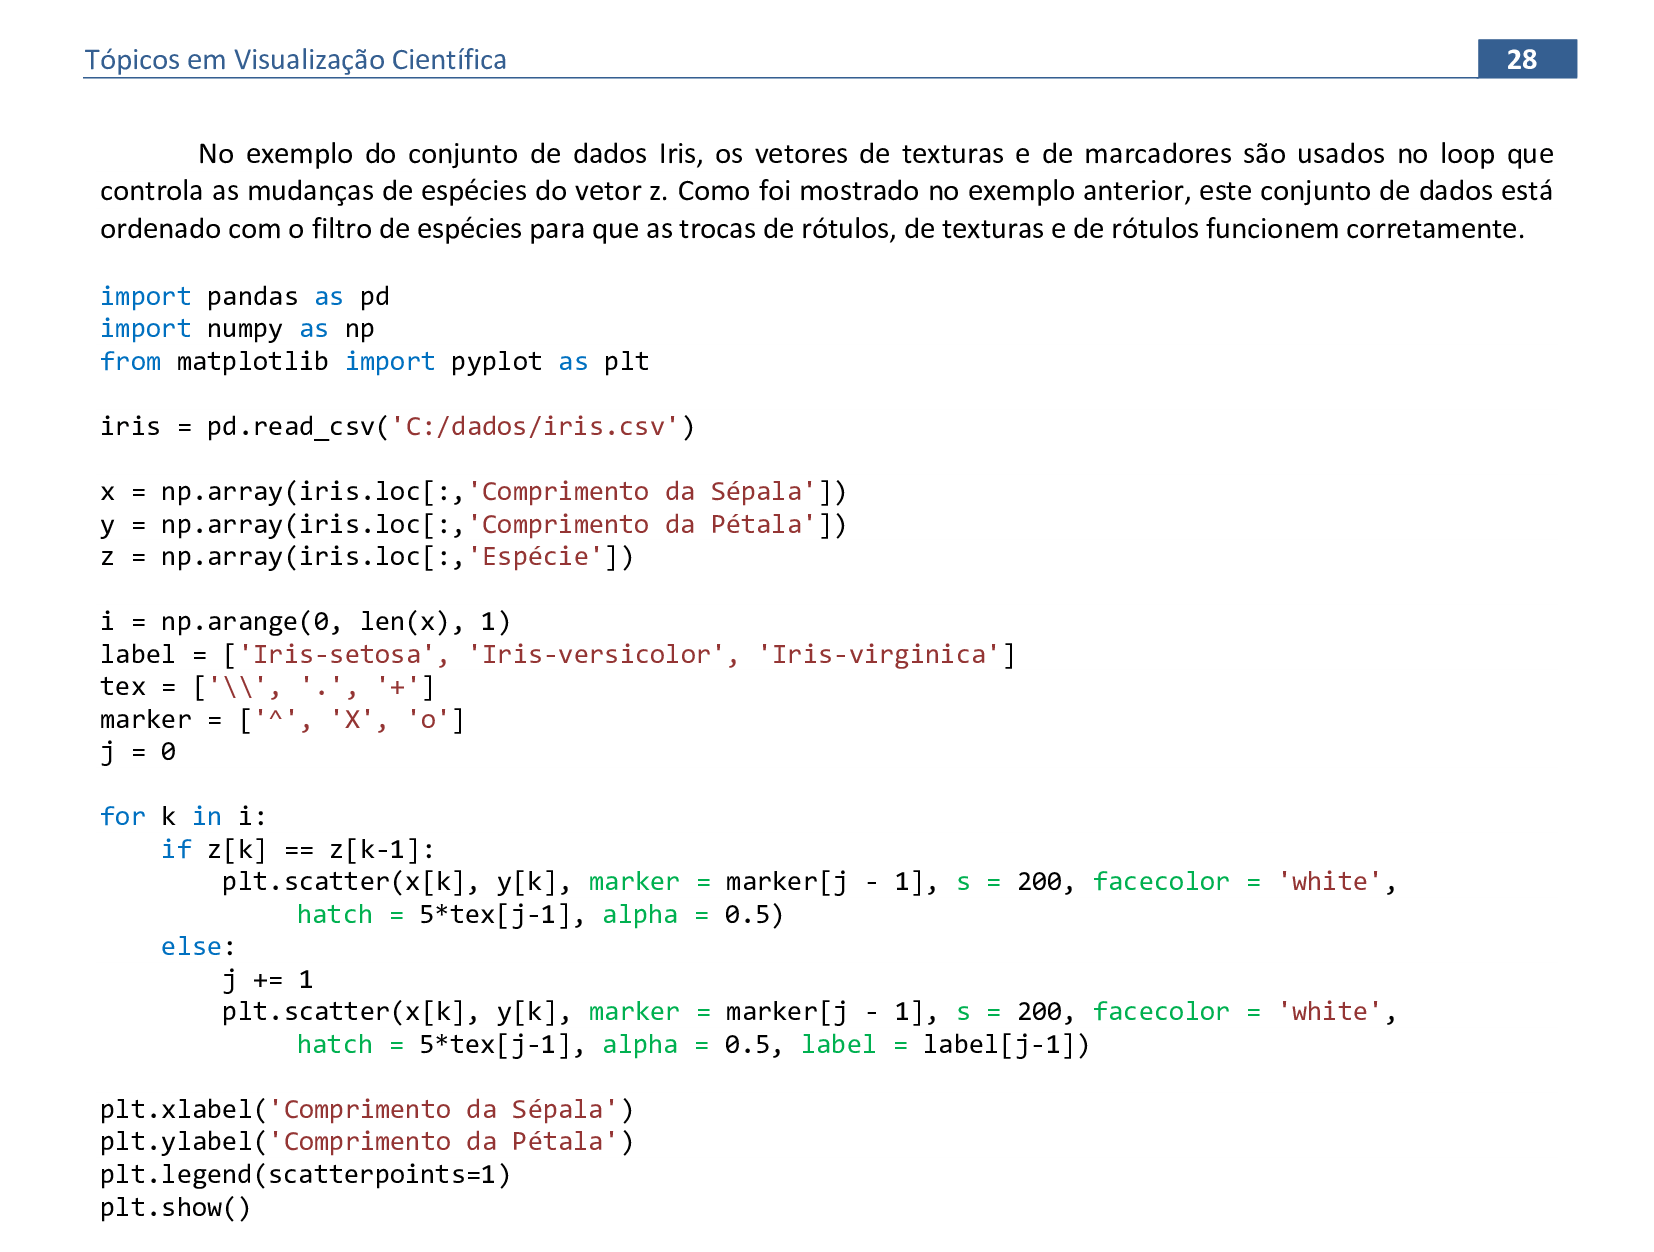 Tópicos em Visualização Científica
28
No exemplo do conjunto de dados Iris, os vetores de texturas e de marcadores são usados no loop que
controla as mudanças de espécies do vetor z. Como foi mostrado no exemplo anterior, este conjunto de dados está
ordenado com o filtro de espécies para que as trocas de rótulos, de texturas e de rótulos funcionem corretamente.
import pandas as pd
import numpy as np
from matplotlib import pyplot as plt
iris = pd.read_csv('C:/dados/iris.csv')
x = np.array(iris.loc[:,'Comprimento da Sépala'])
y = np.array(iris.loc[:,'Comprimento da Pétala'])
z = np.array(iris.loc[:,'Espécie'])
i = np.arange(0, len(x), 1)
label = ['Iris-setosa', 'Iris-versicolor', 'Iris-virginica']
tex = ['\\', '.', '+']
marker = ['^', 'X', 'o']
j = 0
for k in i:
    if z[k] == z[k-1]:
        plt.scatter(x[k], y[k], marker = marker[j - 1], s = 200, facecolor = 'white',
             hatch = 5*tex[j-1], alpha = 0.5)
    else:
        j += 1
        plt.scatter(x[k], y[k], marker = marker[j - 1], s = 200, facecolor = 'white',
             hatch = 5*tex[j-1], alpha = 0.5, label = label[j-1])
plt.xlabel('Comprimento da Sépala')
plt.ylabel('Comprimento da Pétala')
plt.legend(scatterpoints=1)
plt.show()